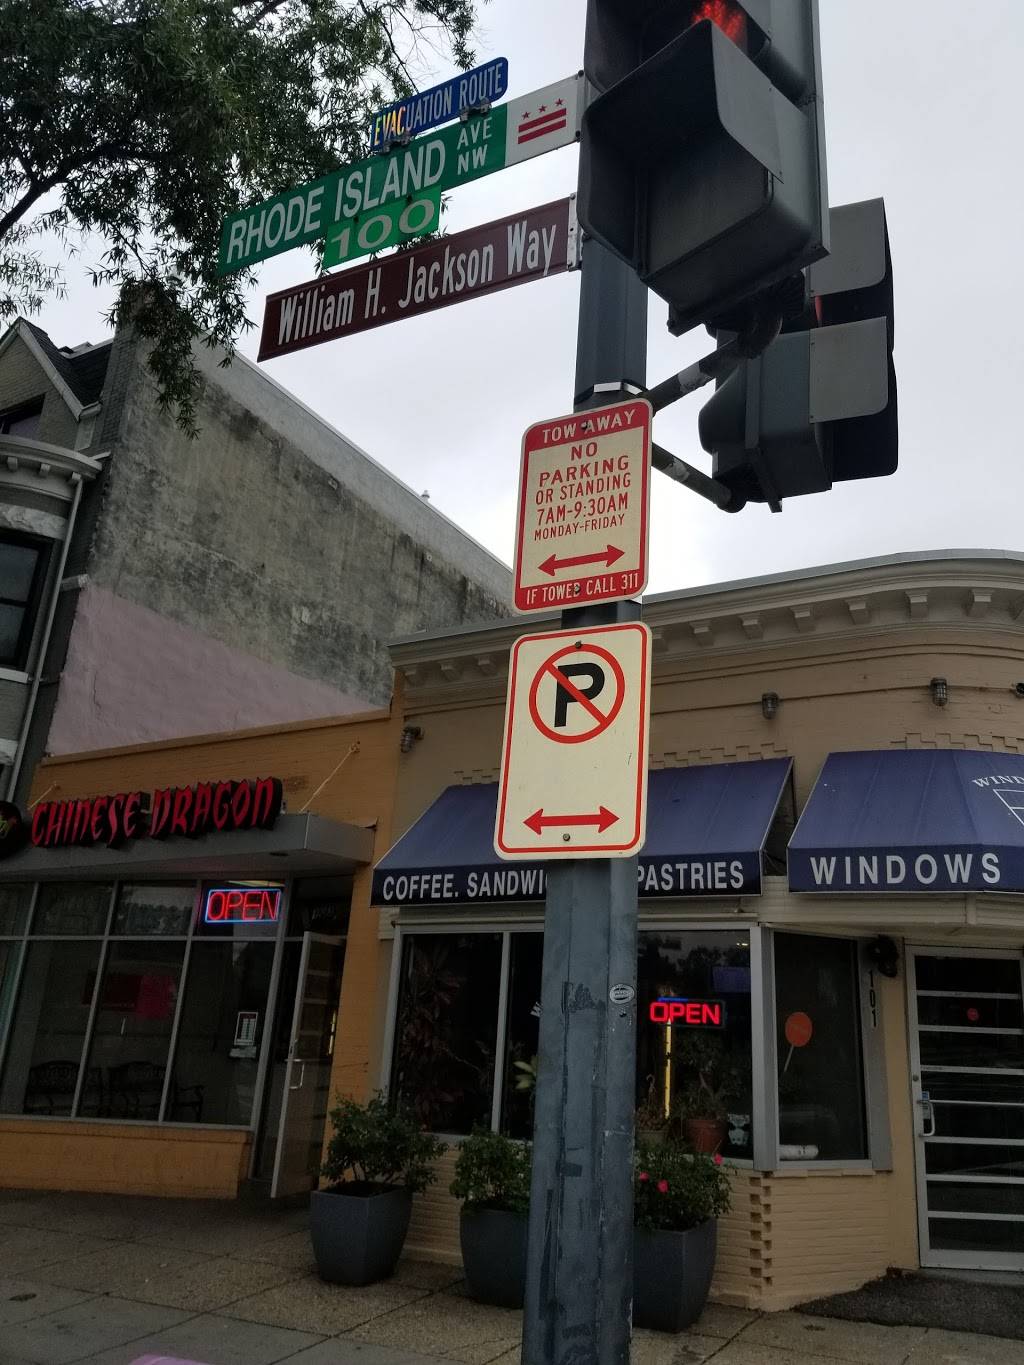 EVACUATION ROUTE
RHODE ISLAND AVE NW
100
William H. Jackson Way
TOW AWAY
NO
PARKING
OR STANDING
7AM-9:30AM
MONDAY-FRIDAY
IF TOWED CALL 311
P
CHINESE DRAGON
OPEN
COFFEE. SANDWI PASTRIES
WINDOWS
OPEN
101